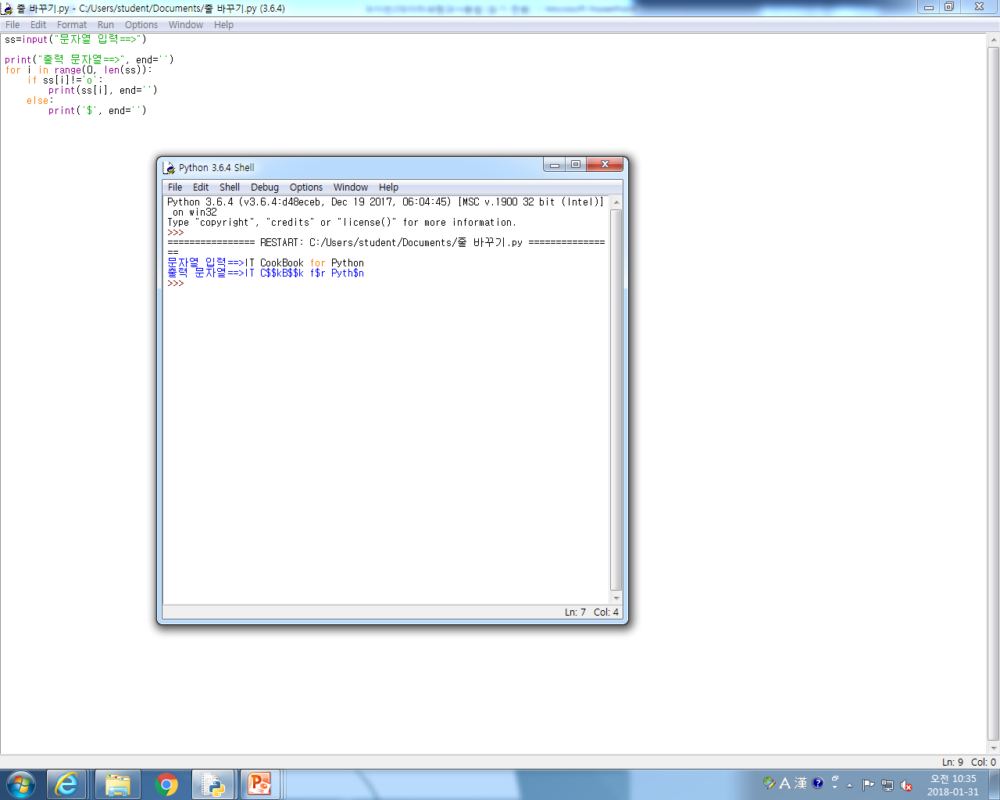 줄 바꾸기.py - C:/Users/student/Documents/줄 바꾸기.py (3.6.4)
File Edit Format Run Options Window Help
ss=input("문자열 입력==>")
print("출력 문자열==>", end='')
for i in range(0, len(ss)):
    if ss[i]!='o':
        print(ss[i], end='')
    else:
        print('$', end='')
Python 3.6.4 Shell
File Edit Shell Debug Options Window Help
Python 3.6.4 (v3.6.4:d48eceb, Dec 19 2017, 06:04:45) [MSC v.1900 32 bit (Intel)]
 on win32
Type "copyright", "credits" or "license()" for more information.
>>>
================ RESTART: C:/Users/student/Documents/줄 바꾸기.py ==============
==
문자열 입력==>IT CookBook for Python
출력 문자열==>IT C$$kB$$k f$r Pyth$n
>>>
Ln: 7 Col: 4
Ln: 9 Col: 0
A 漢
오전 10:35
2018-01-31